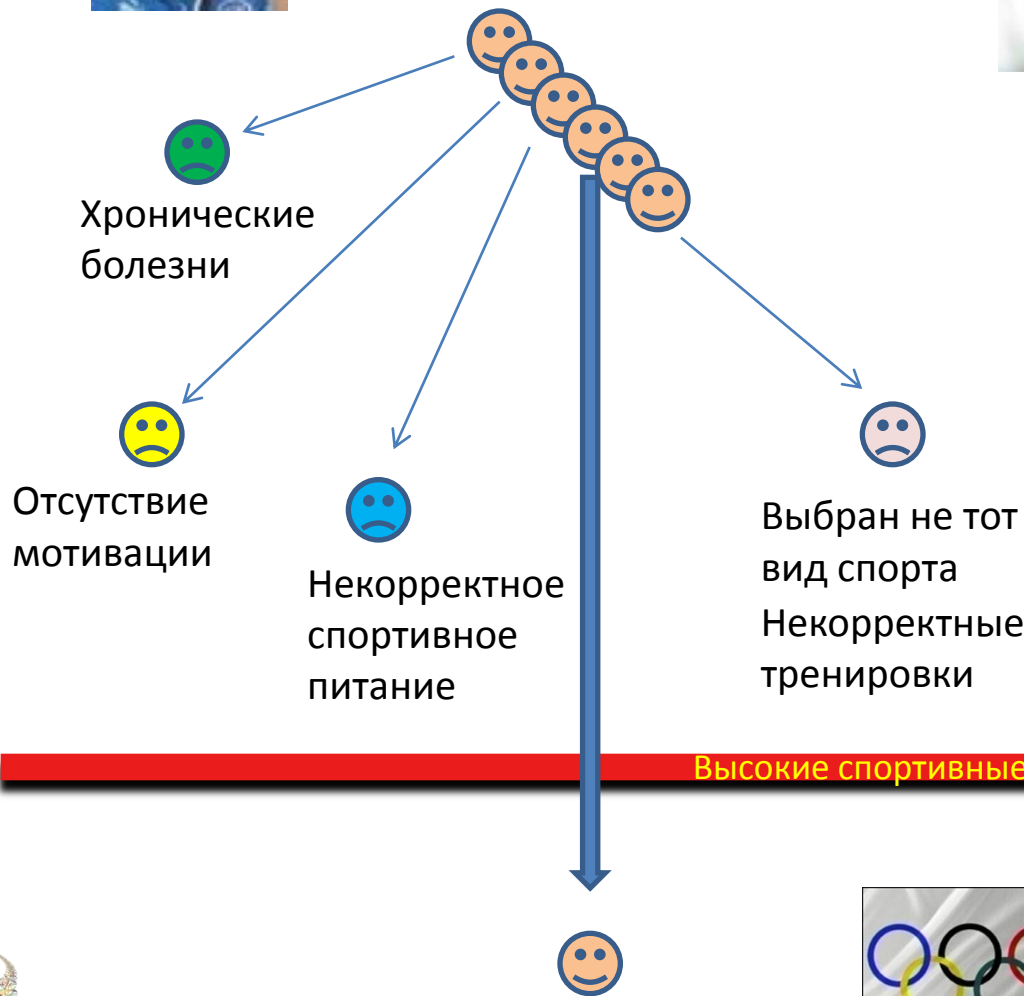 Хронические
болезни
Отсутствие
мотивации
Некорректное
спортивное
питание
Выбран не тот
вид спорта
Некорректные
тренировки
Высокие спортивные